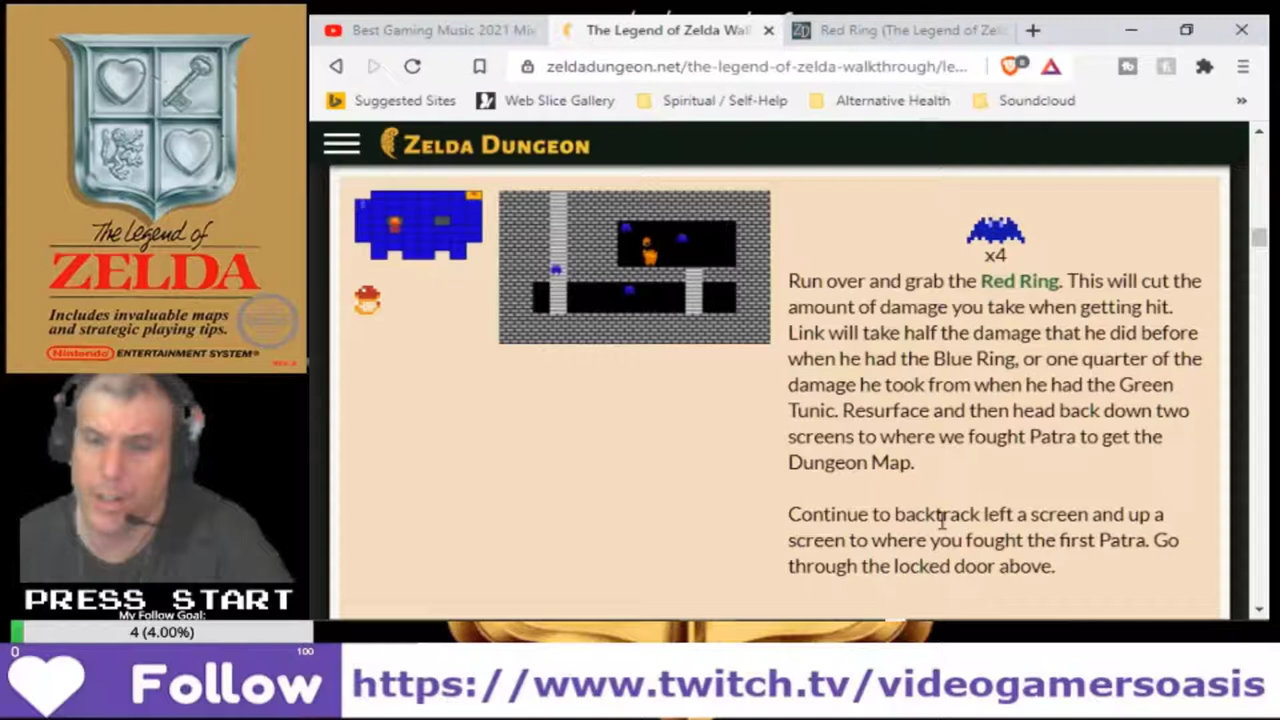 The Legend of
ZELDA
Includes invaluable maps
and strategic playing tips.
Nintendo ENTERTAINMENT SYSTEM®
PRESS START
My Follow Goal:
4 (4.00%)
0 100
Best Gaming Music 2021 Mi
The Legend of Zelda Wal
Red Ring (The Legend of Zel
zeldadungeon.net/the-legend-of-zelda-walkthrough/le...
Suggested Sites
Web Slice Gallery
Spiritual / Self-Help
Alternative Health
Soundcloud
»
ZELDA DUNGEON
x4
Run over and grab the Red Ring. This will cut the
amount of damage you take when getting hit.
Link will take half the damage that he did before
when he had the Blue Ring, or one quarter of the
damage he took from when he had the Green
Tunic. Resurface and then head back down two
screens to where we fought Patra to get the
Dungeon Map.
Continue to backtrack left a screen and up a
screen to where you fought the first Patra. Go
through the locked door above.
Follow
https://www.twitch.tv/videogamersoasis